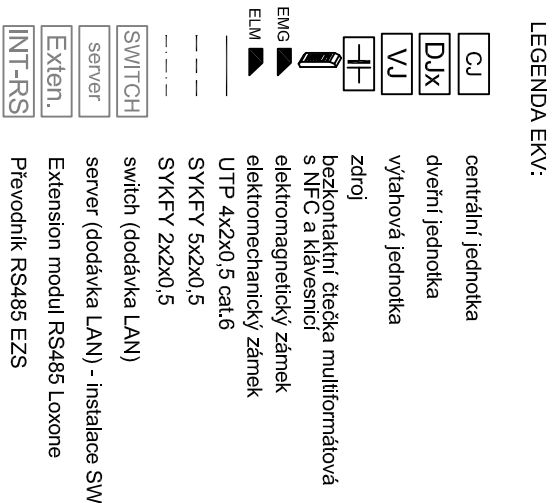 LEGENDA EKV:
CJ centrální jednotka
DJx dveřní jednotka
VJ výtahová jednotka
zdroj
bezkontaktní čtečka multiformátová
s NFC a klávesnicí
EMG elektromagnetický zámek
ELM elektromechanický zámek
UTP 4x2x0,5 cat.6
SYKFY 5x2x0,5
SYKFY 2x2x0,5
SWITCH switch (dodávka LAN)
server server (dodávka LAN) - instalace SW
Exten. Extension modul RS485 Loxone
INT-RS Převodník RS485 EZS